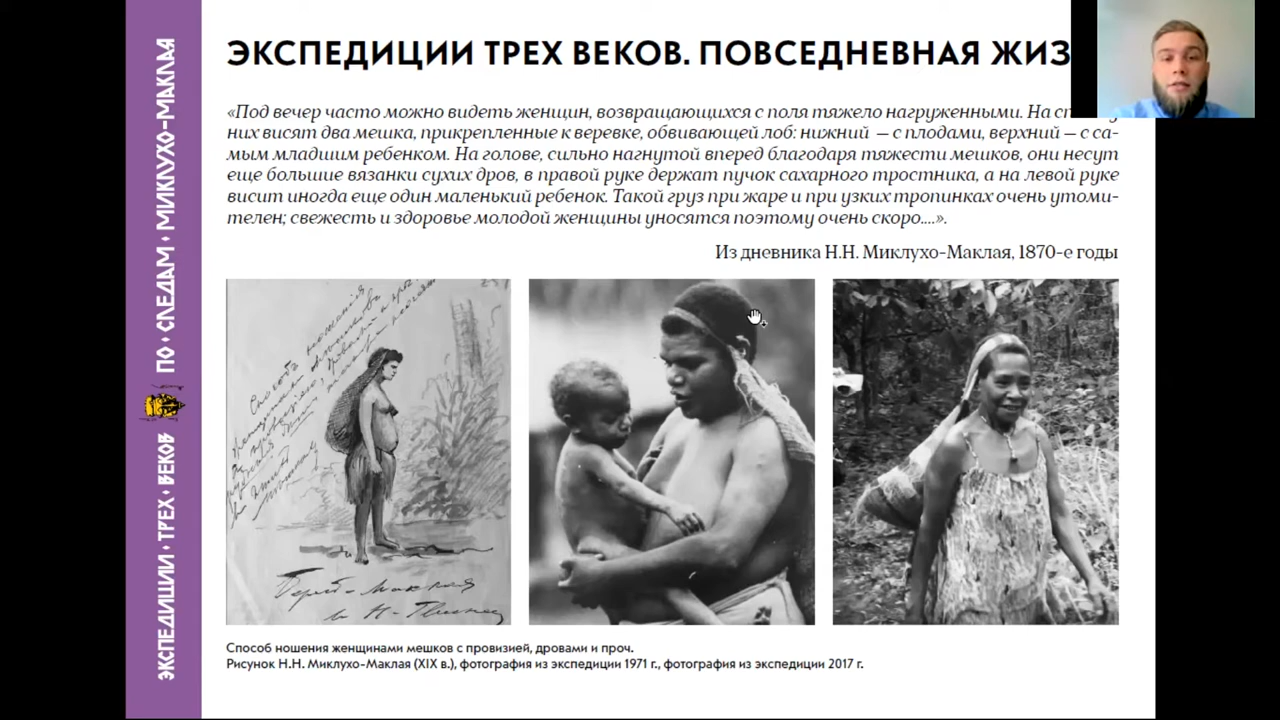 ЭКСПЕДИЦИИ ТРЕХ ВЕКОВ. ПОВСЕДНЕВНАЯ ЖИЗ
«Под вечер часто можно видеть женщин, возвращающихся с поля тяжело нагруженными. На
них висят два мешка, прикрепленные к веревке, обвивающей лоб: нижний – с плодами, верхний – с са-
мым младшим ребенком. На голове, сильно нагнутой вперед благодаря тяжести мешков, они несут
еще большие вязанки сухих дров, в правой руке держат пучок сахарного тростника, а на левой руке
висит иногда еще один маленький ребенок. Такой груз при жаре и при узких тропинках очень утоми-
телен; свежесть и здоровье молодой женщины уносятся поэтому очень скоро....».
Из дневника Н.Н. Миклухо-Маклая, 1870-е годы
Способ ношения женщинами мешков с провизией, дровами и проч.
Рисунок Н.Н. Миклухо-Маклая (XIX в.), фотография из экспедиции 1971 г., фотография из экспедиции 2017 г.
ЭКСПЕДИЦИИ • ТРЕХ • ВЕКОВ
ПО • СЛЕДАМ • МИКЛУХО-МАКЛАЯ